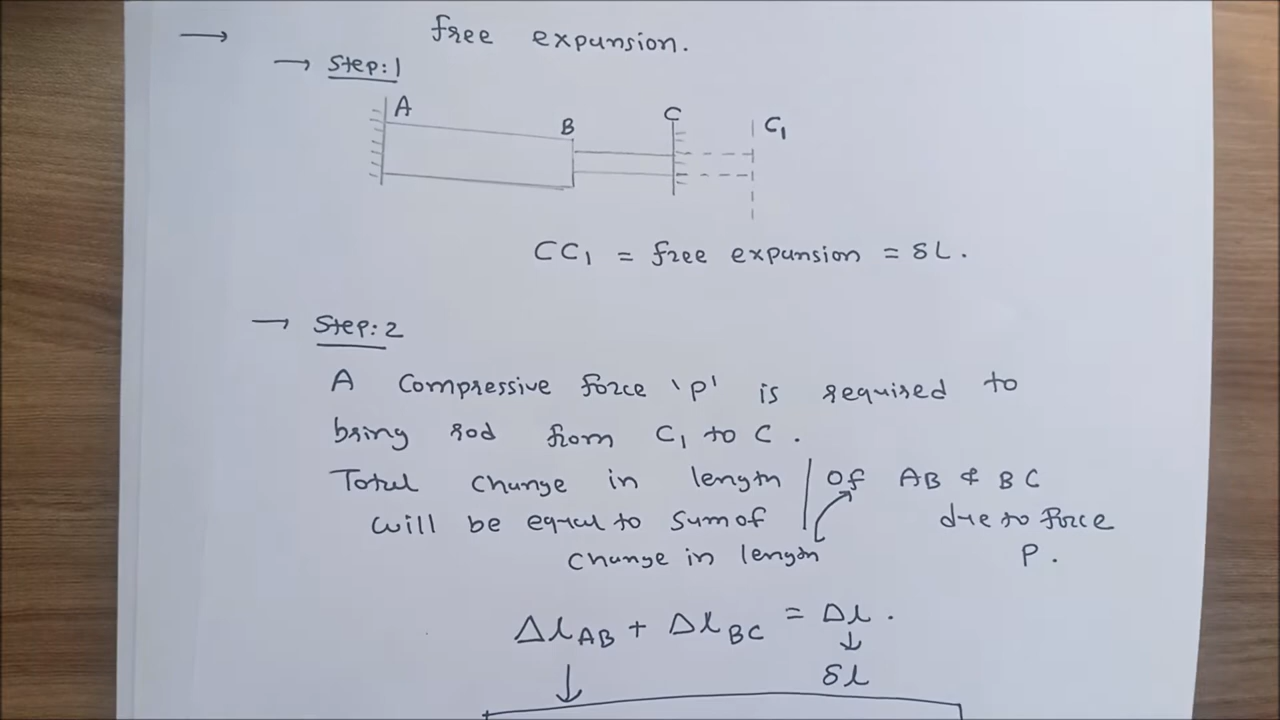 → free expansion.
→ Step:1
A B C C₁
CC₁ = free expansion = δL.
→ Step:2
A compressive force 'p' is required to
bring rod from C₁ to C.
Total change in length of AB & BC
will be equal to sum of due to force
change in length P.
ΔlAB + ΔlBC = Δl.
↓ ↓
δl